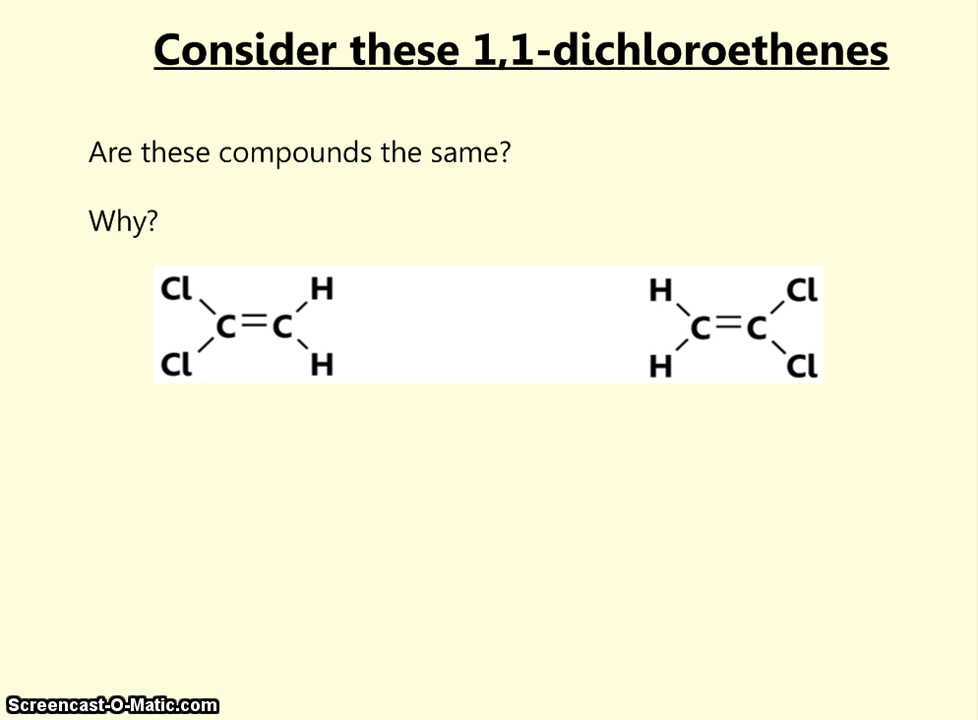 Consider these 1,1-dichloroethenes
Are these compounds the same?
Why?
Cl H H Cl
C=C C=C
Cl H H Cl
Screencast-O-Matic.com